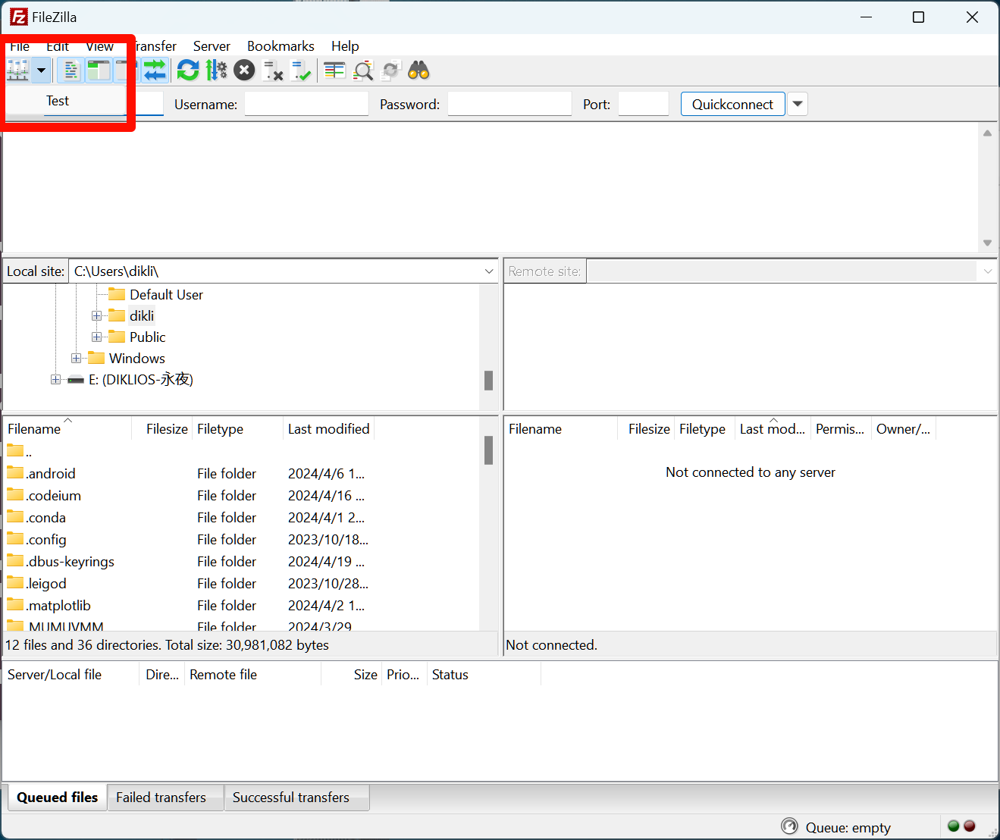 FileZilla
File Edit View Transfer Server Bookmarks Help
Test
Username: Password: Port: Quickconnect
Local site: C:\Users\dikli\
Remote site:
Default User
dikli
Public
Windows
E: (DIKLIOS-永夜)
Filename Filesize Filetype Last modified
..
.android File folder 2024/4/6 1...
.codeium File folder 2024/4/16 ...
.conda File folder 2024/4/1 2...
.config File folder 2023/10/18...
.dbus-keyrings File folder 2024/4/19 ...
.leigod File folder 2023/10/28...
.matplotlib File folder 2024/4/2 1...
MUMUVMM File folder 2024/3/29
12 files and 36 directories. Total size: 30,981,082 bytes
Filename Filesize Filetype Last mod... Permis... Owner/...
Not connected to any server
Not connected.
Server/Local file Dire... Remote file Size Prio... Status
Queued files Failed transfers Successful transfers
Queue: empty